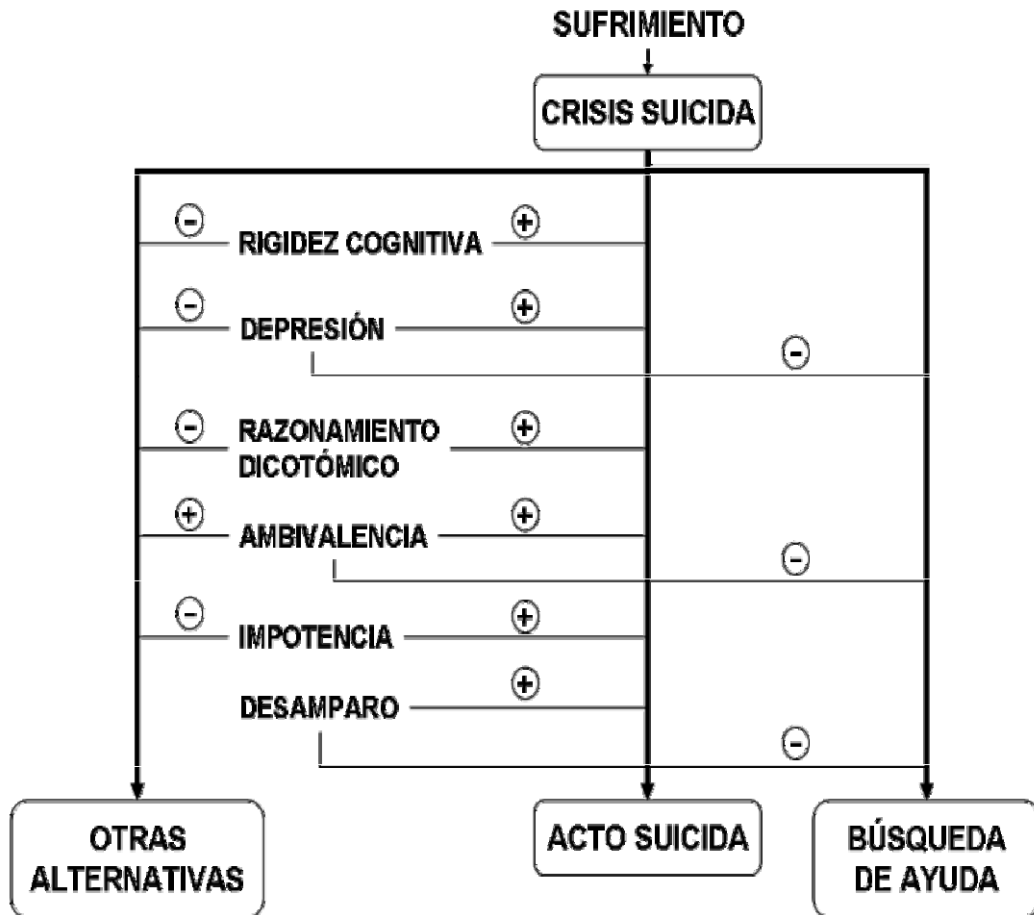 SUFRIMIENTO
CRISIS SUICIDA
- +
RIGIDEZ COGNITIVA
- +
DEPRESIÓN
-
- +
RAZONAMIENTO
DICOTÓMICO
+ +
AMBIVALENCIA
-
- +
IMPOTENCIA
+
DESAMPARO
-
OTRAS
ALTERNATIVAS
ACTO SUICIDA
BÚSQUEDA
DE AYUDA